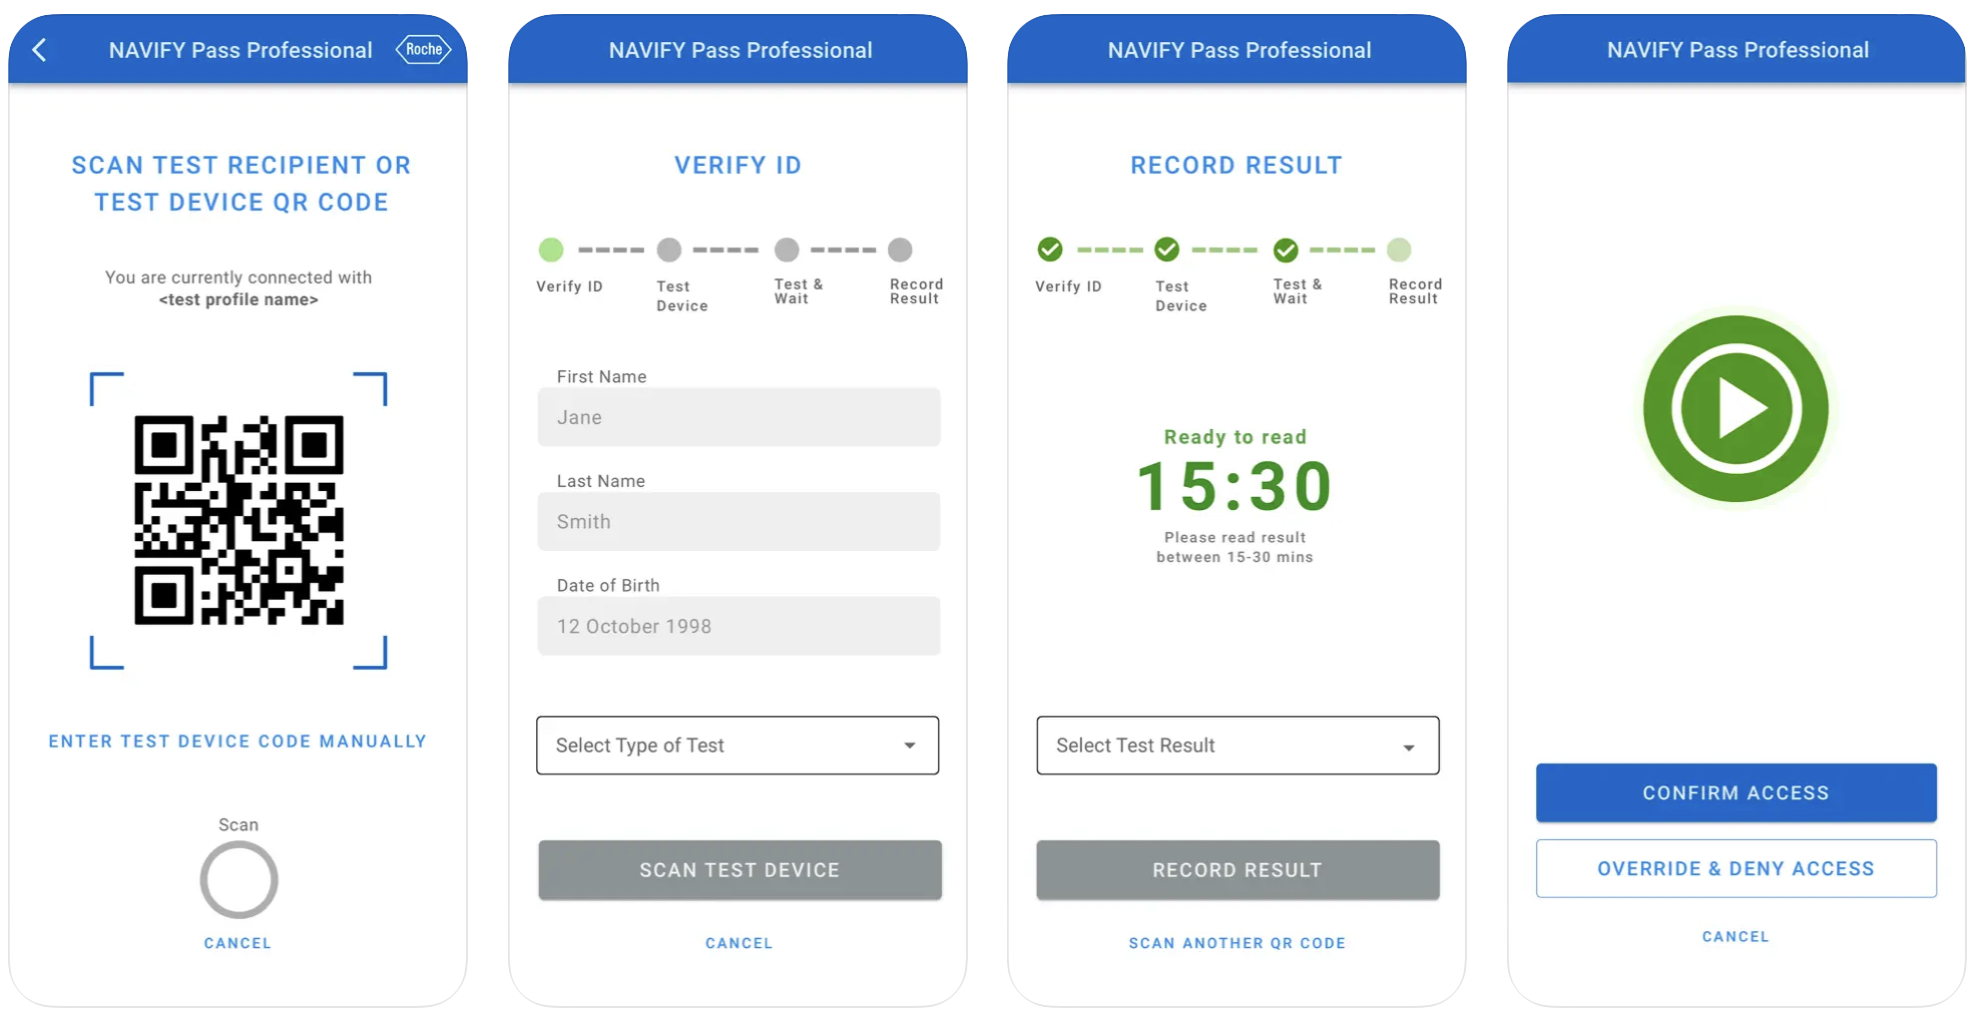 NAVIFY Pass Professional
Roche
SCAN TEST RECIPIENT OR
TEST DEVICE QR CODE
You are currently connected with
<test profile name>
ENTER TEST DEVICE CODE MANUALLY
Scan
CANCEL
NAVIFY Pass Professional
VERIFY ID
Verify ID
Test
Device
Test &
Wait
Record
Result
First Name
Jane
Last Name
Smith
Date of Birth
12 October 1998
Select Type of Test
SCAN TEST DEVICE
CANCEL
NAVIFY Pass Professional
RECORD RESULT
Verify ID
Test
Device
Test &
Wait
Record
Result
Ready to read
15:30
Please read result
between 15-30 mins
Select Test Result
RECORD RESULT
SCAN ANOTHER QR CODE
NAVIFY Pass Professional
CONFIRM ACCESS
OVERRIDE & DENY ACCESS
CANCEL